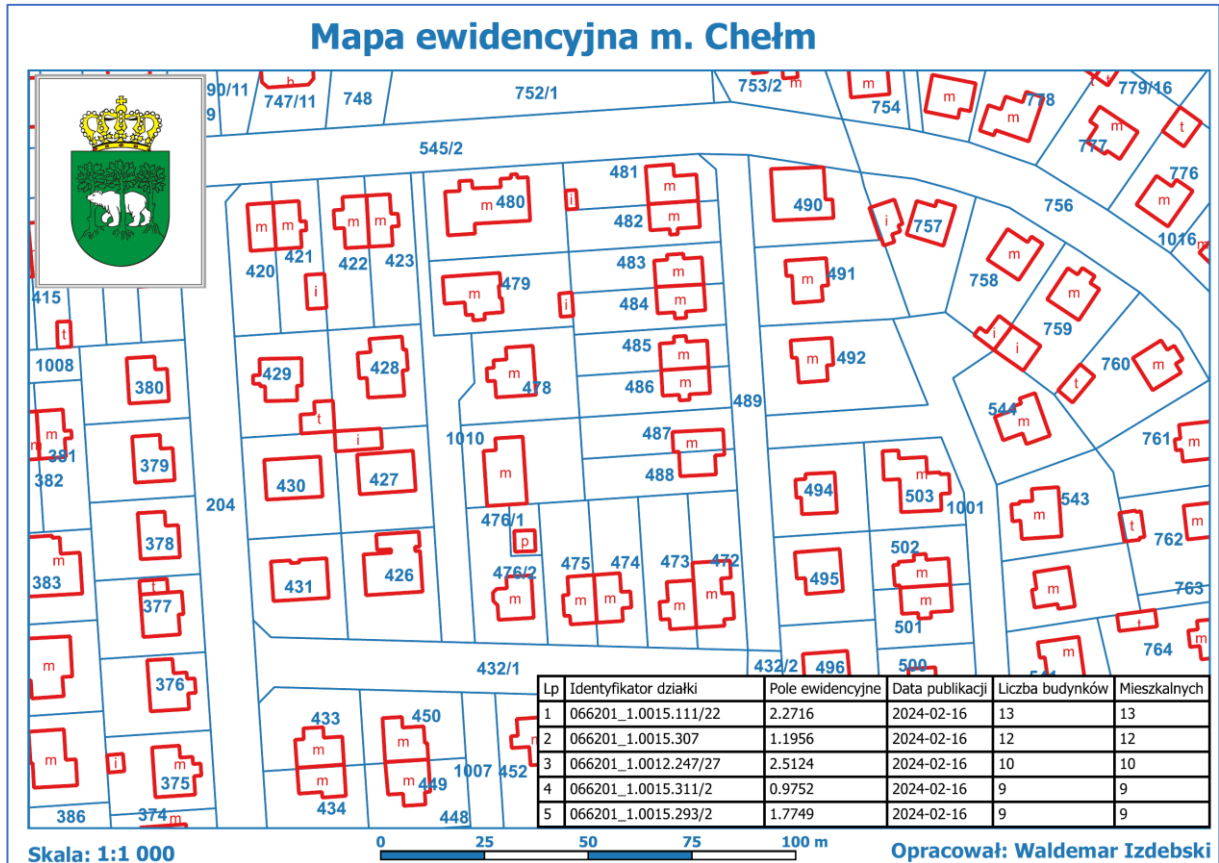 Mapa ewidencyjna m. Chełm
90/11 747/11 748 752/1 753/2 m 754 m m 778 t t 779/16
9 b m m m 777 t
545/2 481 m 776
m 480 i 482 m 490 m
m m m m i 757 756 1016 m
420 421 422 423 483 m 491 m 758
i m 479 i 484 m m 759
415 t 485 m m 492 i i 760 m
1008 380 429 428 m 478 486 m 489 t
t i 544 m
m m 1010 487 m 761
381 379 430 427 m 488
382 494 m 503 1001 543
204 476/1 m t m
378 p 502 762
m 431 426 475 474 473 472 m
383 t 476/2 m m m m m 495 m m 763
377 501 t
m 432/1 432/2 496 500 m 764 m
376 541
433 450
m m m
i m 375 m m 1007 452
434 449
386 374 m 448
Lp Identyfikator działki Pole ewidencyjne Data publikacji Liczba budynków Mieszkalnych
1 066201_1.0015.111/22 2.2716 2024-02-16 13 13
2 066201_1.0015.307 1.1956 2024-02-16 12 12
3 066201_1.0012.247/27 2.5124 2024-02-16 10 10
4 066201_1.0015.311/2 0.9752 2024-02-16 9 9
5 066201_1.0015.293/2 1.7749 2024-02-16 9 9
0 25 50 75 100 m
Skala: 1:1 000
Opracował: Waldemar Izdebski